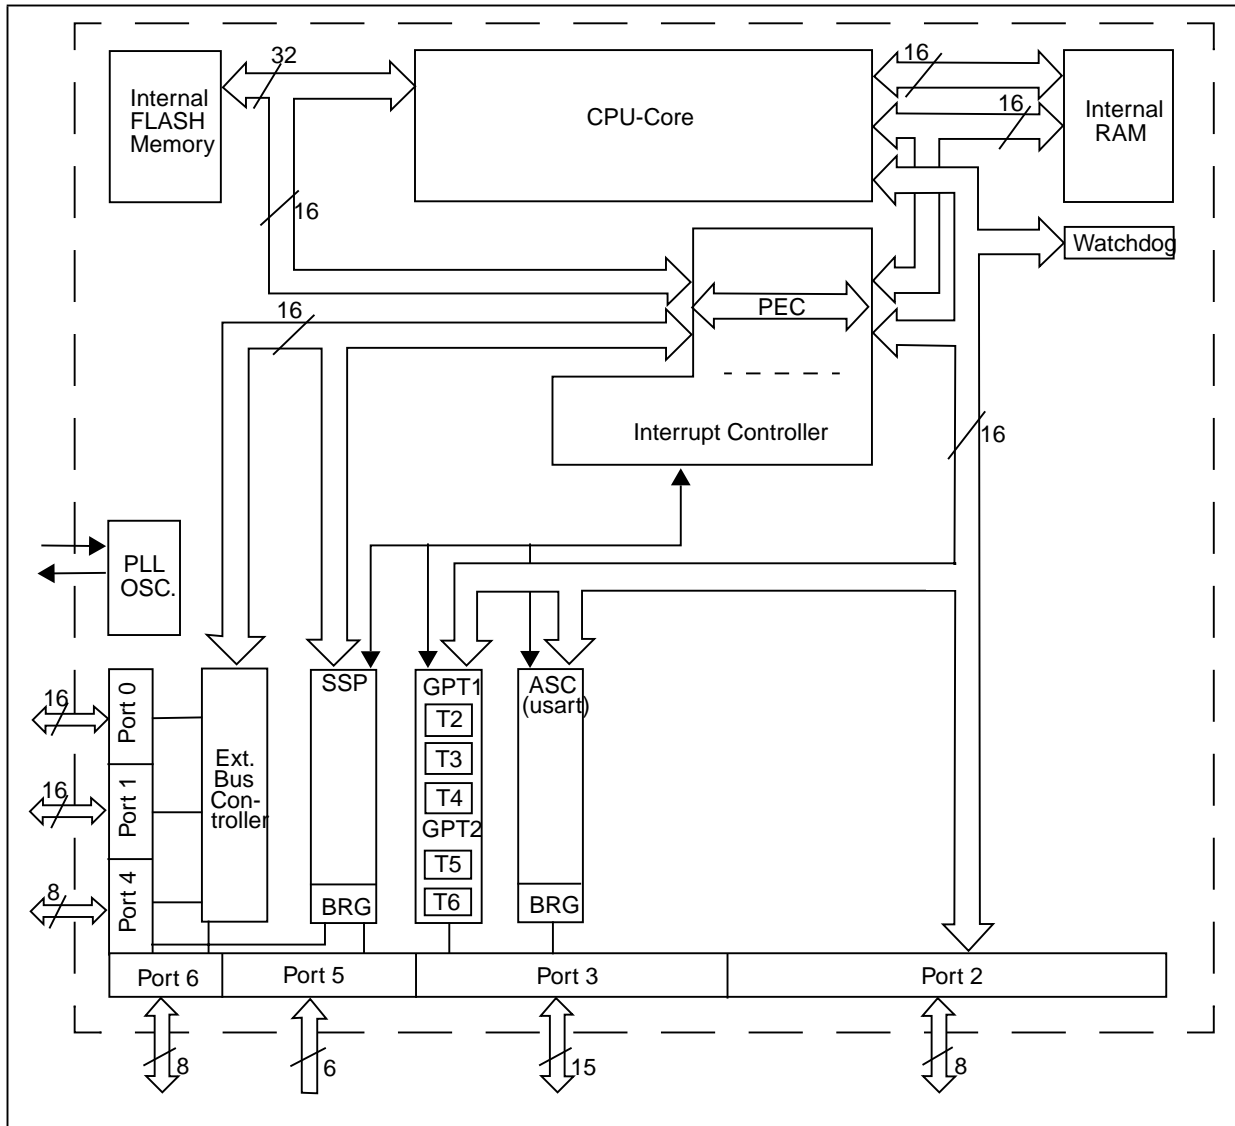 32
16
16
Internal
FLASH
Memory
CPU-Core
Internal
RAM
16
Watchdog
16
PEC
16
Interrupt Controller
PLL
OSC.
SSP
GPT1
ASC
(usart)
16
Port 0
T2
T3
Ext.
Bus
Con-
troller
16
Port 1
T4
GPT2
T5
8
Port 4
BRG
T6
BRG
Port 6
Port 5
Port 3
Port 2
8
6
15
8